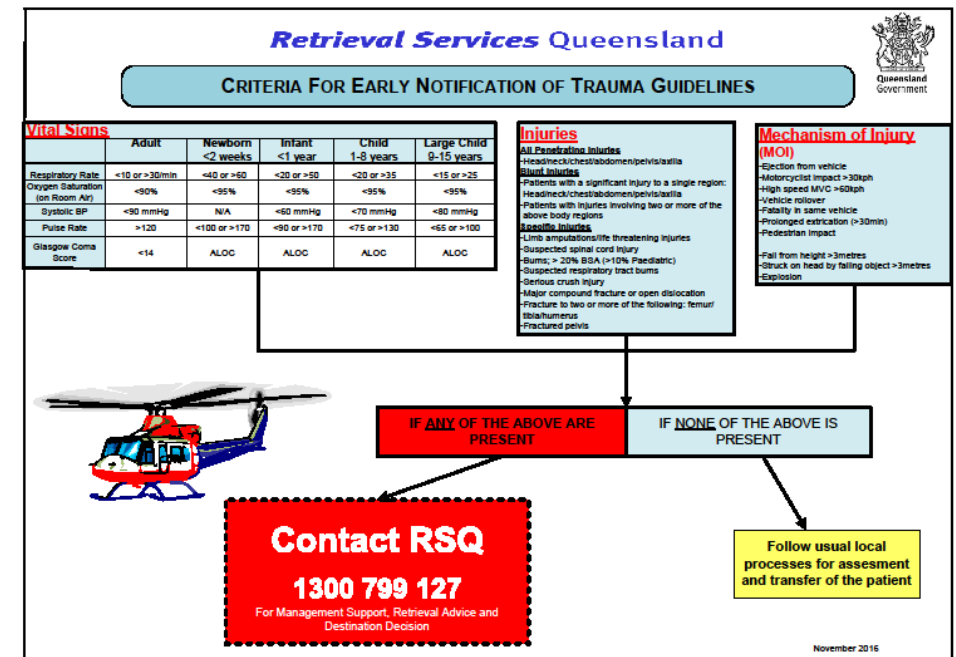 Retrieval Services Queensland
Queensland
Government
CRITERIA FOR EARLY NOTIFICATION OF TRAUMA GUIDELINES
Vital Signs
Adult
Newborn
<2 weeks
Infant
<1 year
Child
1-8 years
Large Child
9-15 years
Respiratory Rate <10 or >30/min <40 or >60 <20 or >50 <20 or >35 <15 or >25
Oxygen Saturation
(on Room Air)
<90% <95% <95% <95% <95%
Systolic BP <90 mmHg N/A <60 mmHg <70 mmHg <80 mmHg
Pulse Rate >120 <100 or >170 <90 or >170 <75 or >130 <65 or >100
Glasgow Coma
Score
<14 ALOC ALOC ALOC ALOC
Injuries
All Penetrating Injuries
-Head/neck/chest/abdomen/pelvis/axilla
Blunt Injuries
-Patients with a significant injury to a single region:
Head/neck/chest/abdomen/pelvis/axilla
-Patients with injuries involving two or more of the
above body regions
Specific Injuries
-Limb amputations/life threatening injuries
-Suspected spinal cord injury
-Burns; > 20% BSA (>10% Paediatric)
-Suspected respiratory tract burns
-Serious crush injury
-Major compound fracture or open dislocation
-Fracture to two or more of the following: femur/
tibia/humerus
-Fractured pelvis
Mechanism of Injury
(MOI)
-Ejection from vehicle
-Motorcyclist impact >30kph
-High speed MVC >60kph
-Vehicle rollover
-Fatality in same vehicle
-Prolonged extrication (>30min)
-Pedestrian impact
-Fall from height >3metres
-Struck on head by falling object >3metres
-Explosion
IF ANY OF THE ABOVE ARE
PRESENT
IF NONE OF THE ABOVE IS
PRESENT
Contact RSQ
1300 799 127
For Management Support, Retrieval Advice and
Destination Decision
Follow usual local
processes for assesment
and transfer of the patient
November 2016